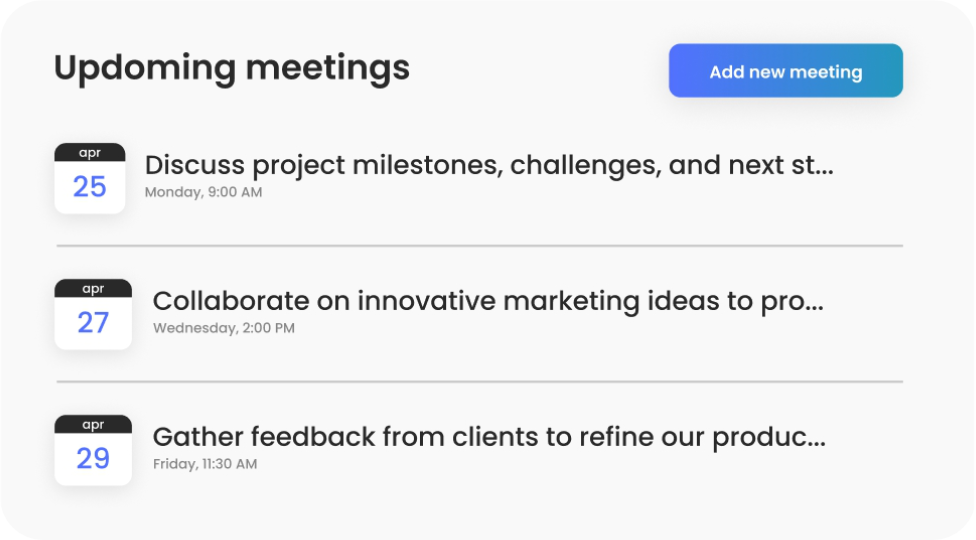 Updoming meetings
Add new meeting
apr
25
Discuss project milestones, challenges, and next st...
Monday, 9:00 AM
apr
27
Collaborate on innovative marketing ideas to pro...
Wednesday, 2:00 PM
apr
29
Gather feedback from clients to refine our produc...
Friday, 11:30 AM